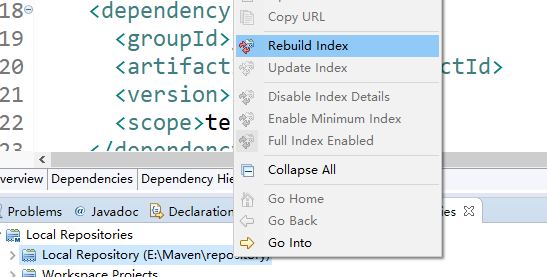 Copy URL
18 <dependency
19 <groupId>
Rebuild Index
20 <artifact ctId>
Update Index
21 <version>
Disable Index Details
22 <scope>te
Enable Minimum Index
23 </dependenc
Full Index Enabled
Collapse All
verview Dependencies Dependency Hie
Go Home
Problems @ Javadoc Declaration les
Go Back
Local Repositories
Go Into
Local Repository (E:\Maven\repository)
Workspace Projects